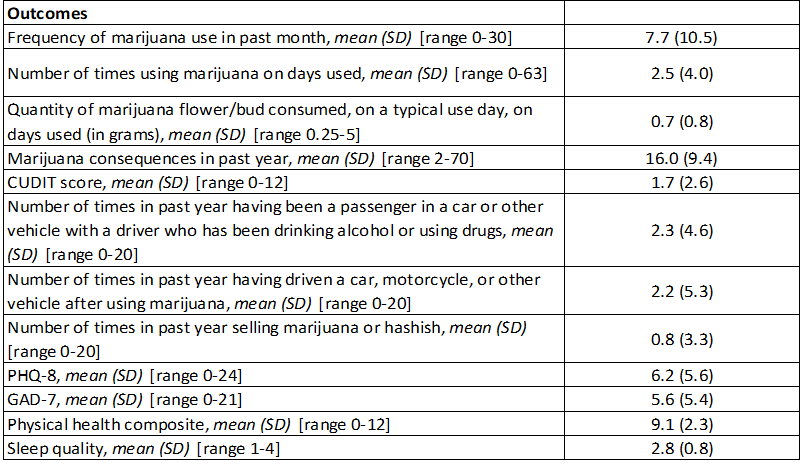 Outcomes
Frequency of marijuana use in past month, mean (SD) [range 0-30] 7.7 (10.5)
Number of times using marijuana on days used, mean (SD) [range 0-63] 2.5 (4.0)
Quantity of marijuana flower/bud consumed, on a typical use day, on
days used (in grams), mean (SD) [range 0.25-5] 0.7 (0.8)
Marijuana consequences in past year, mean (SD) [range 2-70] 16.0 (9.4)
CUDIT score, mean (SD) [range 0-12] 1.7 (2.6)
Number of times in past year having been a passenger in a car or other
vehicle with a driver who has been drinking alcohol or using drugs, mean
(SD) [range 0-20] 2.3 (4.6)
Number of times in past year having driven a car, motorcycle, or other
vehicle after using marijuana, mean (SD) [range 0-20] 2.2 (5.3)
Number of times in past year selling marijuana or hashish, mean (SD)
[range 0-20] 0.8 (3.3)
PHQ-8, mean (SD) [range 0-24] 6.2 (5.6)
GAD-7, mean (SD) [range 0-21] 5.6 (5.4)
Physical health composite, mean (SD) [range 0-12] 9.1 (2.3)
Sleep quality, mean (SD) [range 1-4] 2.8 (0.8)